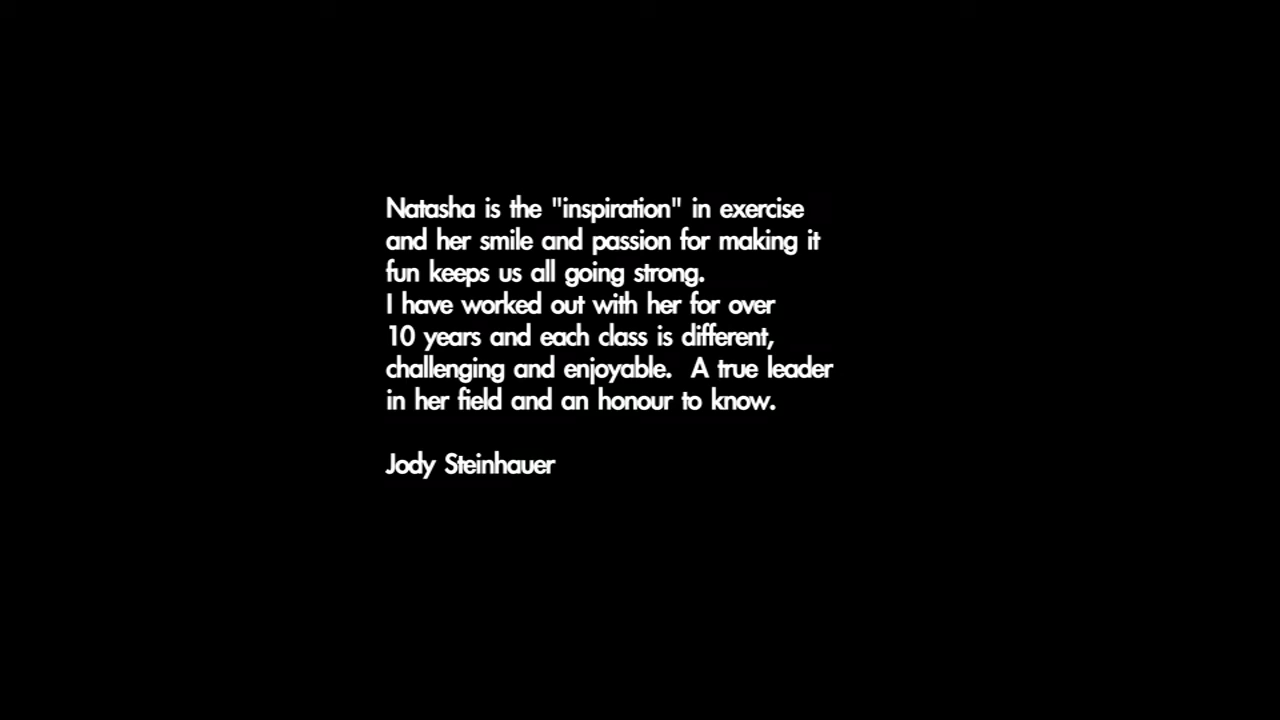 Natasha is the "inspiration" in exercise
and her smile and passion for making it
fun keeps us all going strong.
I have worked out with her for over
10 years and each class is different,
challenging and enjoyable.  A true leader
in her field and an honour to know.
Jody Steinhauer